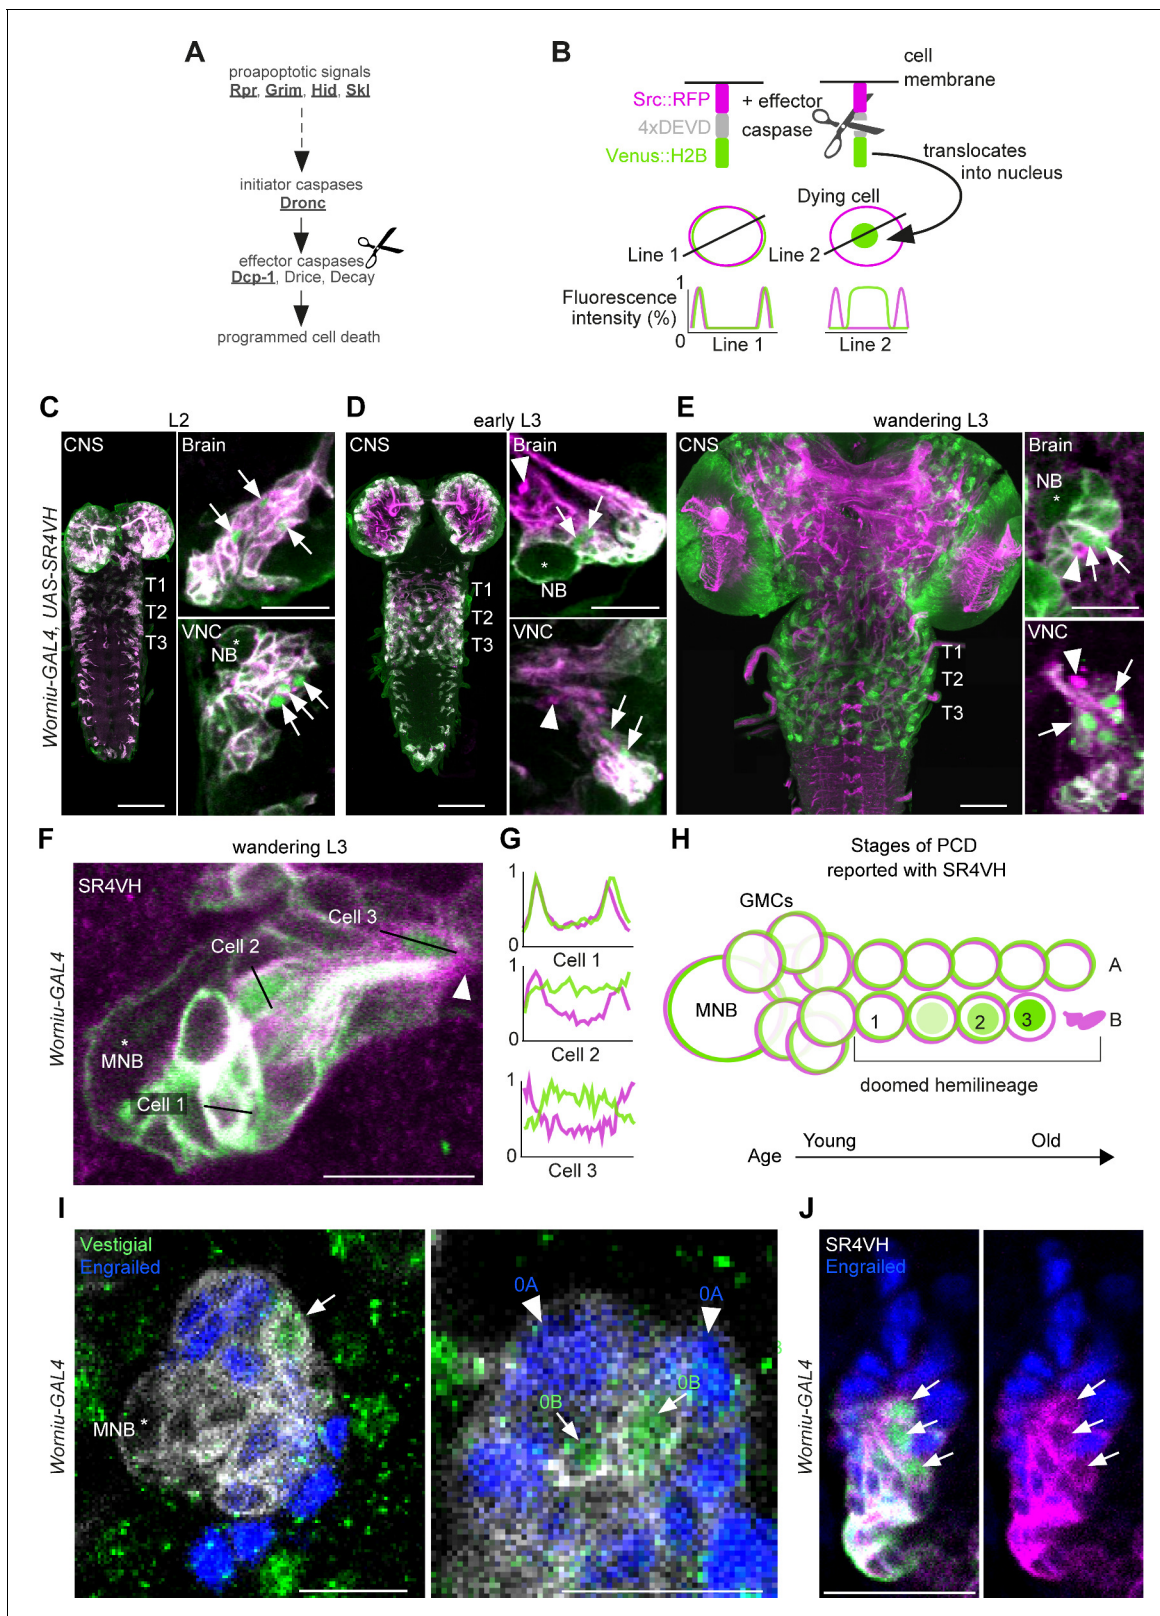 A
proapoptotic signals
Rpr, Grim, Hid, Skl
initiator caspases
Dronc
effector caspases
Dcp-1, Drice, Decay
programmed cell death
B
cell
membrane
Src::RFP
4xDEVD
Venus::H2B
+ effector
caspase
translocates
into nucleus
Dying cell
Line 1
Line 2
Fluorescence
intensity (%)
1
0
Line 1
Line 2
Worniu-GAL4, UAS-SR4VH
C
L2
CNS
T1
T2
T3
Brain
VNC
*
NB
D
early L3
CNS
T1
T2
T3
Brain
*
NB
VNC
E
wandering L3
CNS
T1
T2
T3
Brain
NB
*
VNC
F
wandering L3
Worniu-GAL4
SR4VH
Cell 3
Cell 2
*
MNB
Cell 1
G
1
0
Cell 1
1
0
Cell 2
1
0
Cell 3
H
Stages of PCD
reported with SR4VH
GMCs
MNB
A
1
2
3
B
doomed hemilineage
Young
Old
Age
I
Worniu-GAL4
Vestigial
Engrailed
MNB *
0A
0A
0B
0B
B
J
Worniu-GAL4
SR4VH
Engrailed